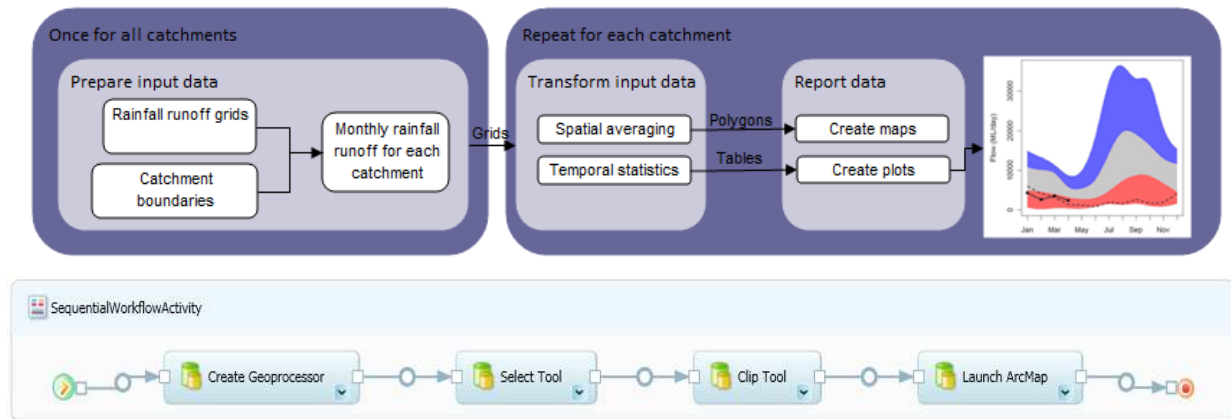 Once for all catchments
Prepare input data
Rainfall runoff grids
Catchment
boundaries
Monthly rainfall
runoff for each
catchment
Grids
Repeat for each catchment
Transform input data
Spatial averaging
Temporal statistics
Polygons
Tables
Report data
Create maps
Create plots
Flow (ML/day)
30000
20000
10000
0
Jan Mar May Jul Sep Nov
SequentialWorkflowActivity
Create Geoprocessor
Select Tool
Clip Tool
Launch ArcMap